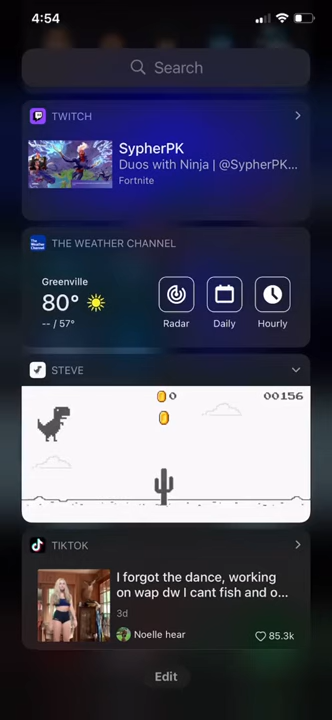 4:54
Search
TWITCH
SypherPK
Duos with Ninja | @SypherPK...
Fortnite
THE WEATHER CHANNEL
Greenville
80°
-- / 57°
Radar
Daily
Hourly
STEVE
0
00156
TIKTOK
I forgot the dance, working
on wap dw I cant fish and o...
3d
Noelle hear
85.3k
Edit